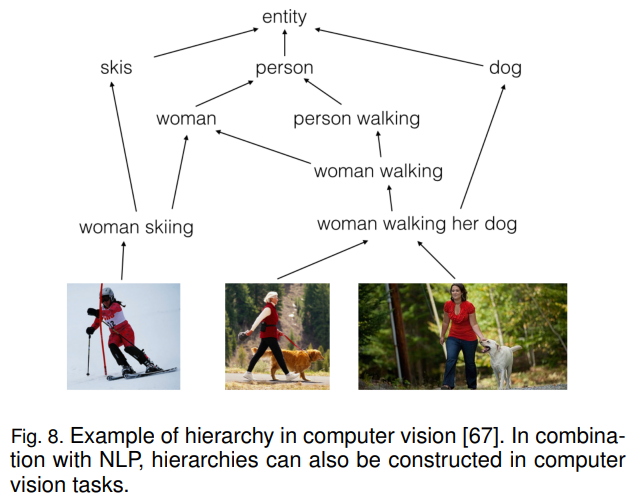 entity
skis person dog
woman person walking
woman walking
woman skiing woman walking her dog
Fig. 8. Example of hierarchy in computer vision [67]. In combina-
tion with NLP, hierarchies can also be constructed in computer
vision tasks.